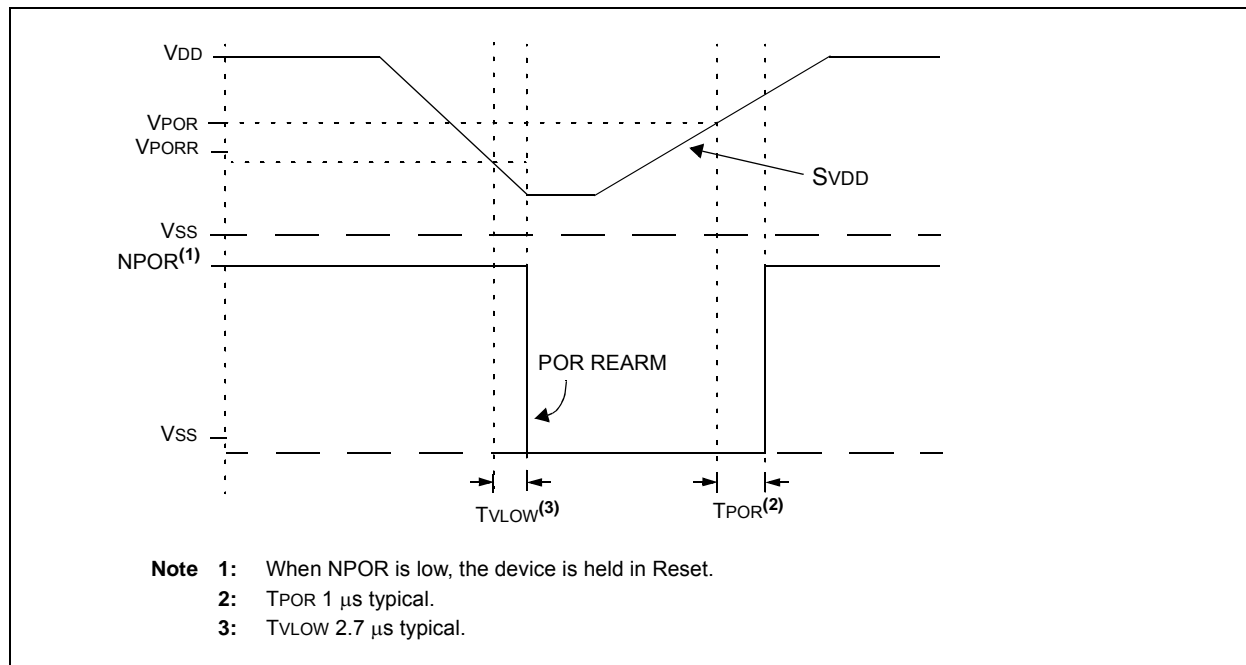 VDD
VPOR
VPORR
SVDD
VSS
NPOR(1)
POR REARM
VSS
TVLOW(3)
TPOR(2)
Note 1: When NPOR is low, the device is held in Reset.
2: TPOR 1 μs typical.
3: TVLOW 2.7 μs typical.